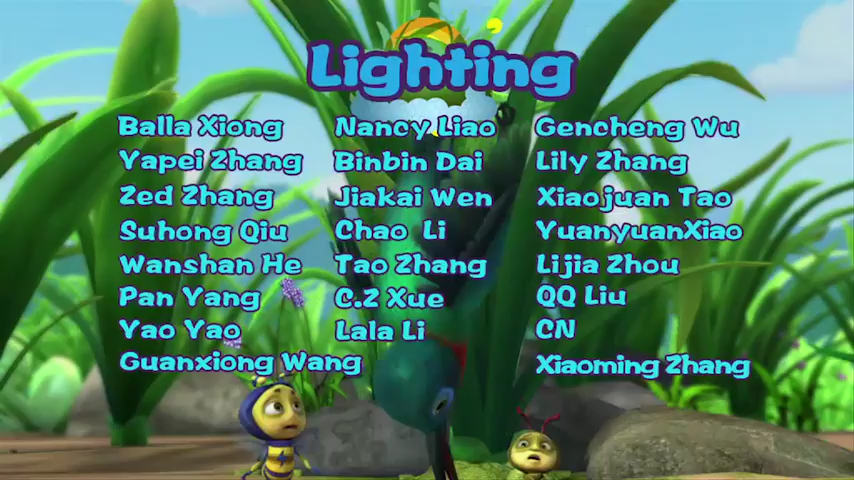 Lighting
Balla Xiong Nancy Liao Gencheng Wu
Yapei Zhang Binbin Dai Lily Zhang
Zed Zhang Jiakai Wen Xiaojuan Tao
Suhong Qiu Chao Li YuanyuanXiao
Wanshan He Tao Zhang Lijia Zhou
Pan Yang C.Z Xue QQ Liu
Yao Yao Lala Li CN
Guanxiong Wang Xiaoming Zhang